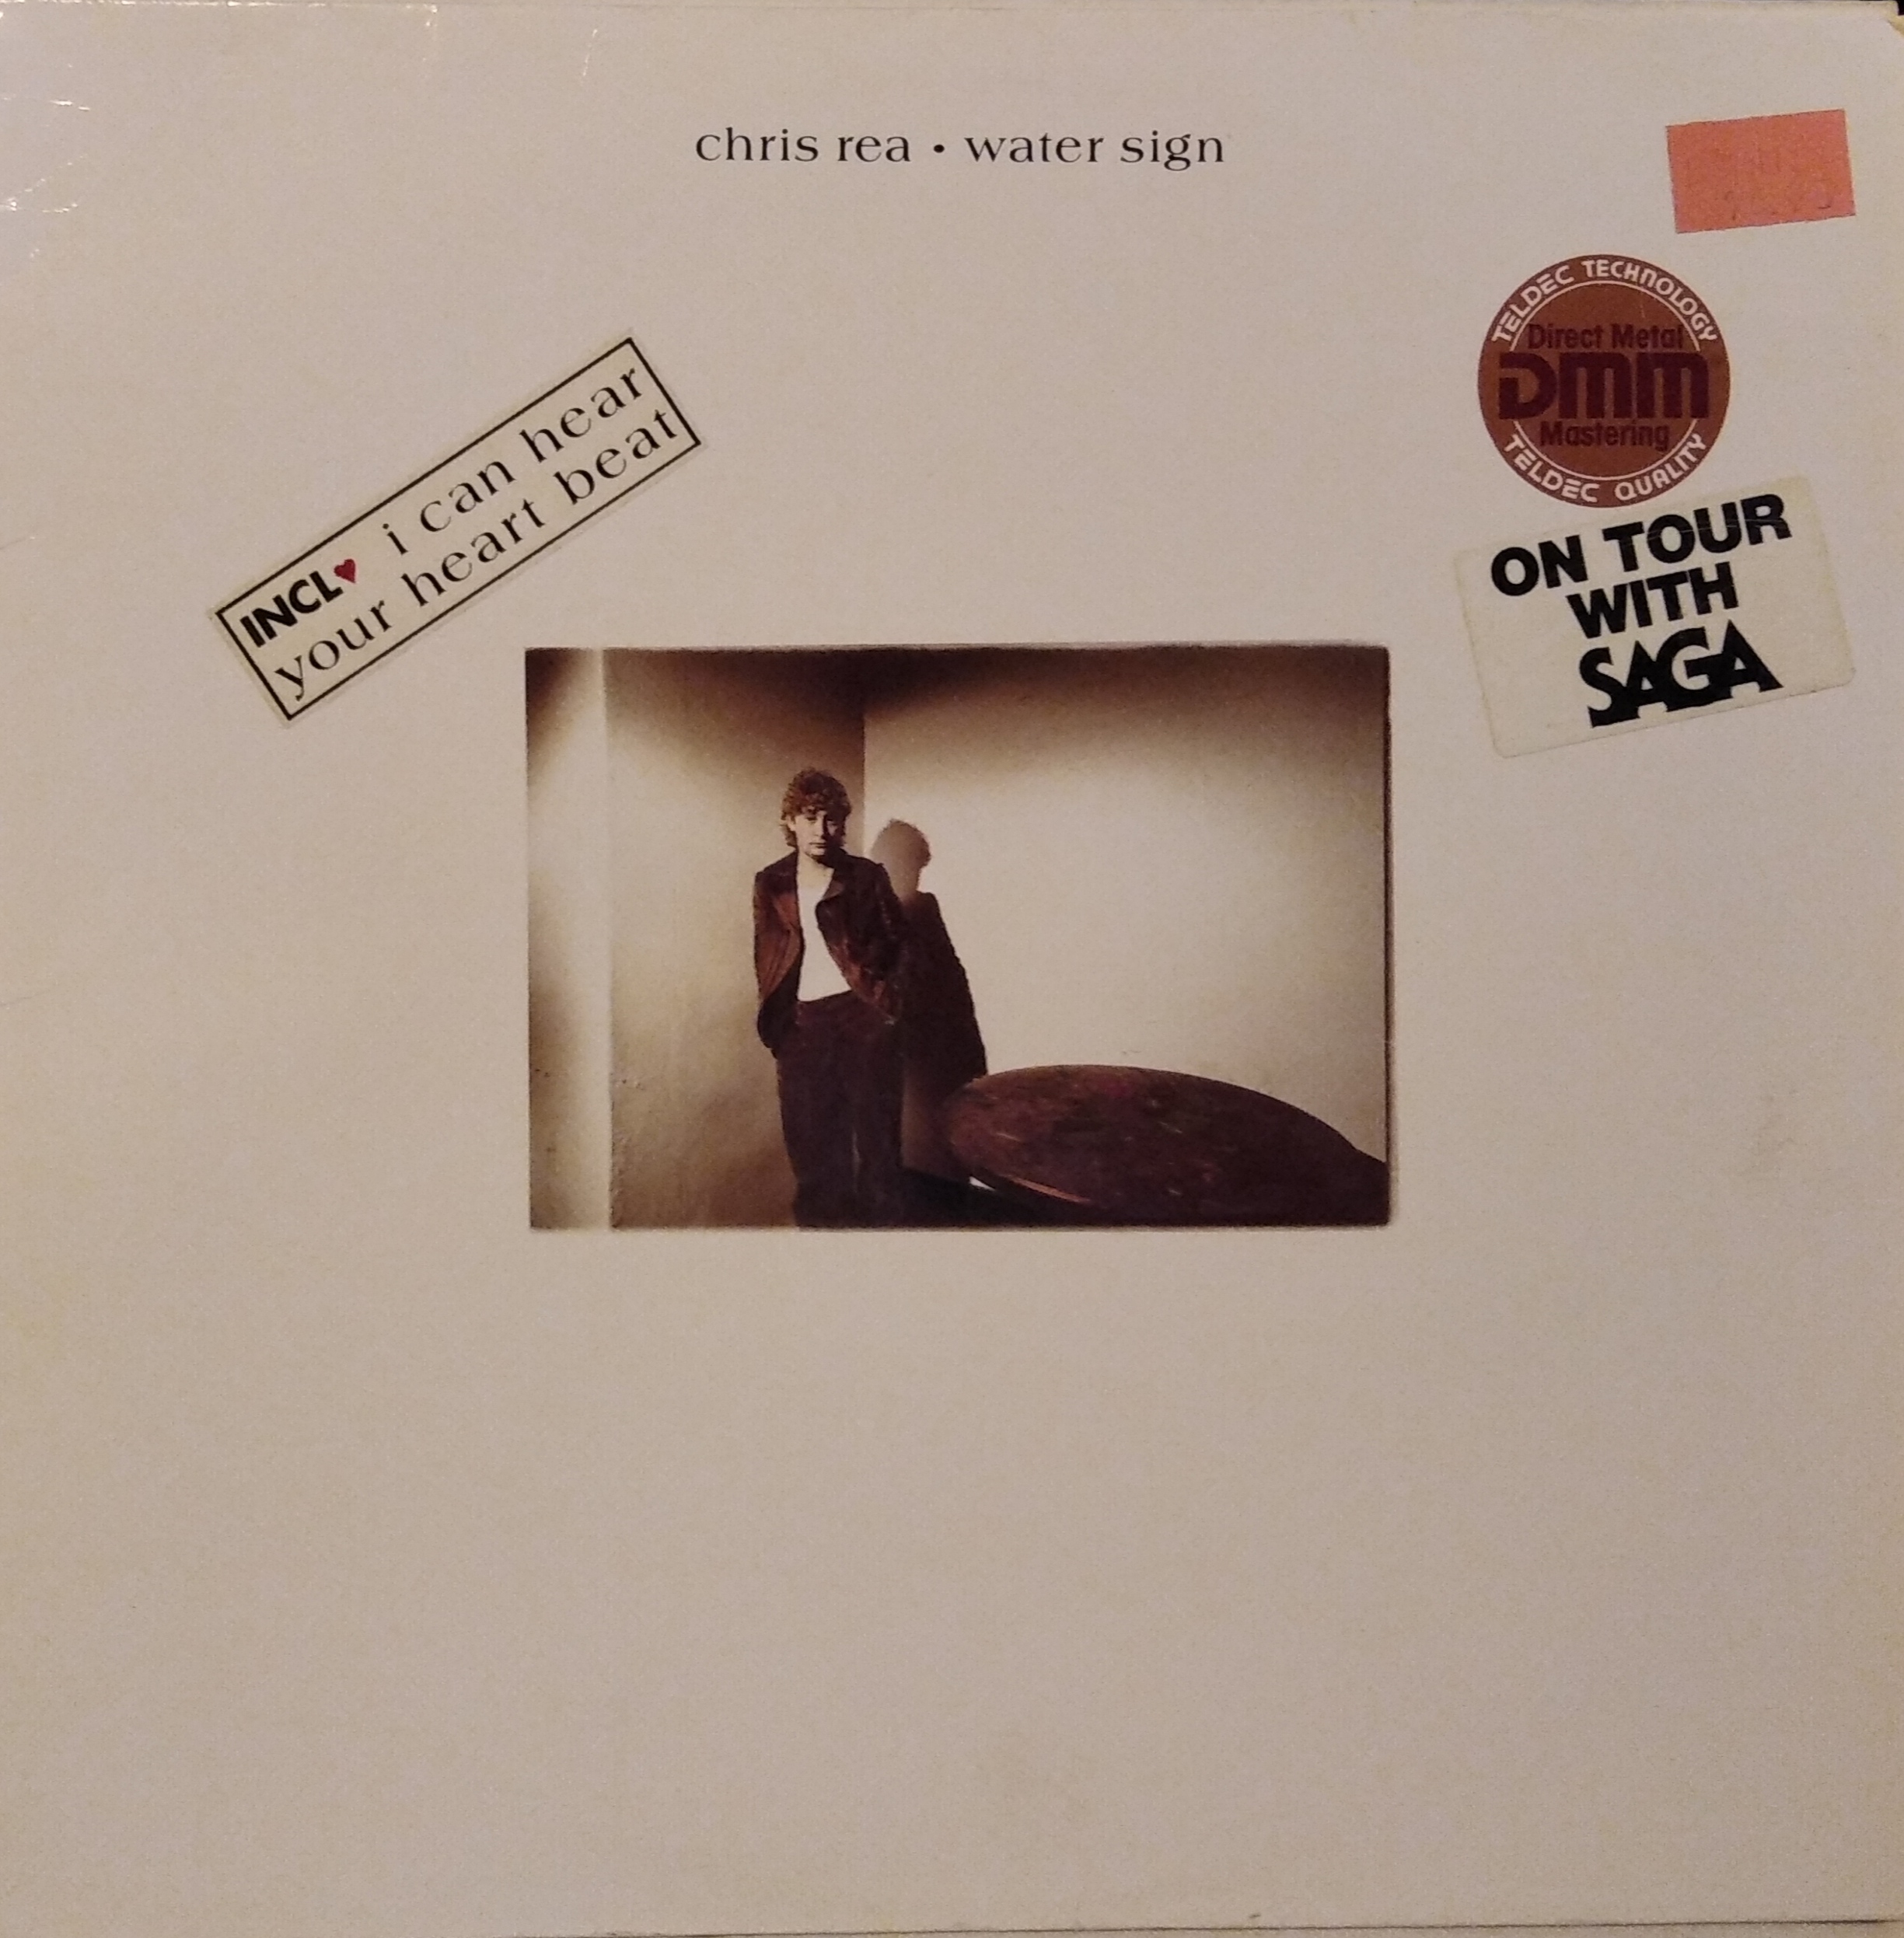 chris rea • water sign
INCL♥ i can hear
your heart beat
TELDEC TECHNOLOGY
Direct Metal
DMM
Mastering
TELDEC QUALITY
ON TOUR
WITH
SAGA